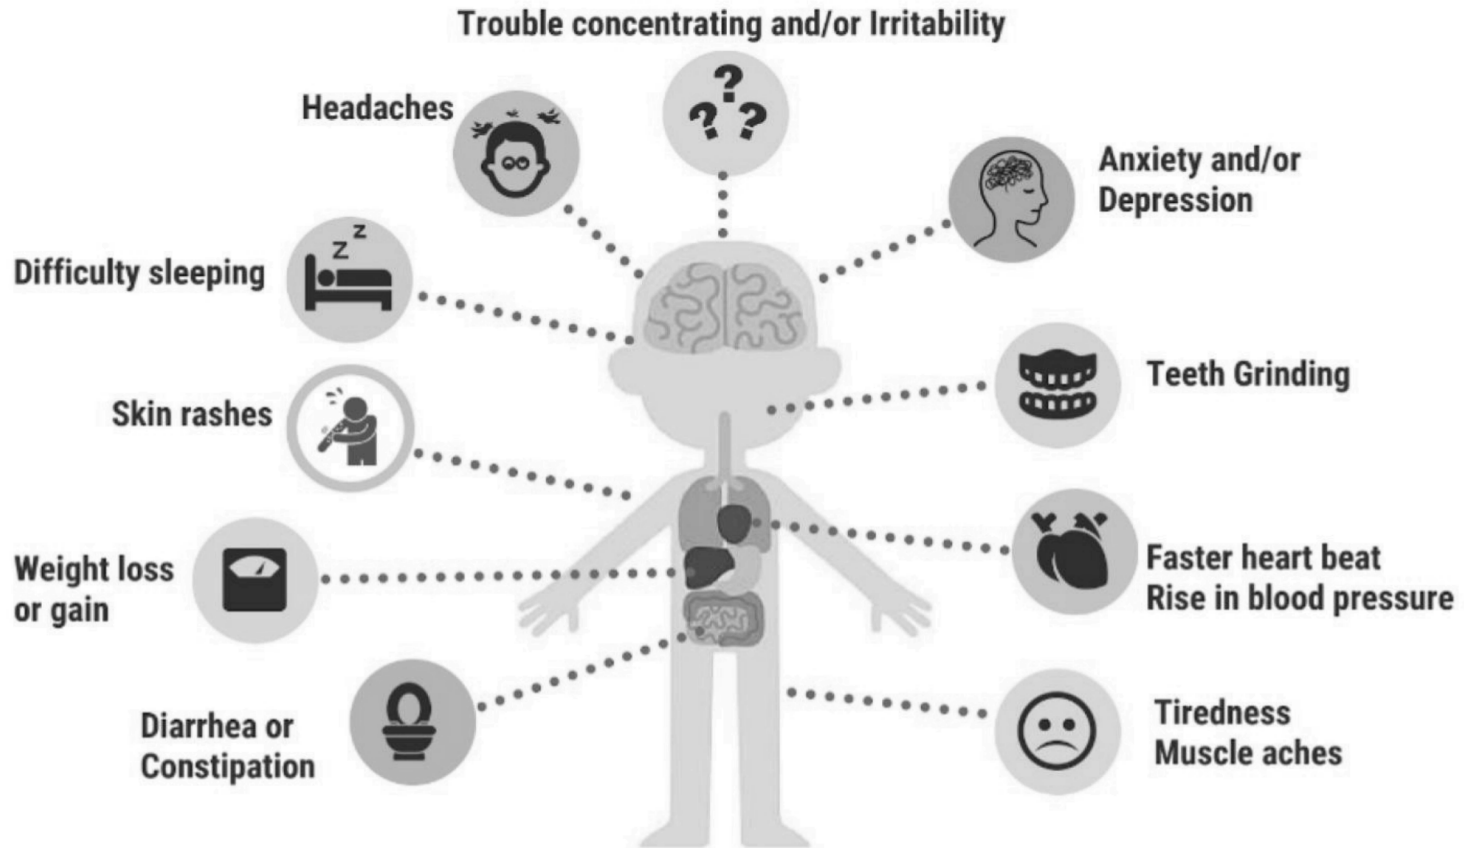 Trouble concentrating and/or Irritability
Headaches
? ? ?
Anxiety and/or
Depression
z
Z
Difficulty sleeping
Teeth Grinding
Skin rashes
Weight loss
or gain
Faster heart beat
Rise in blood pressure
Diarrhea or
Constipation
Tiredness
Muscle aches